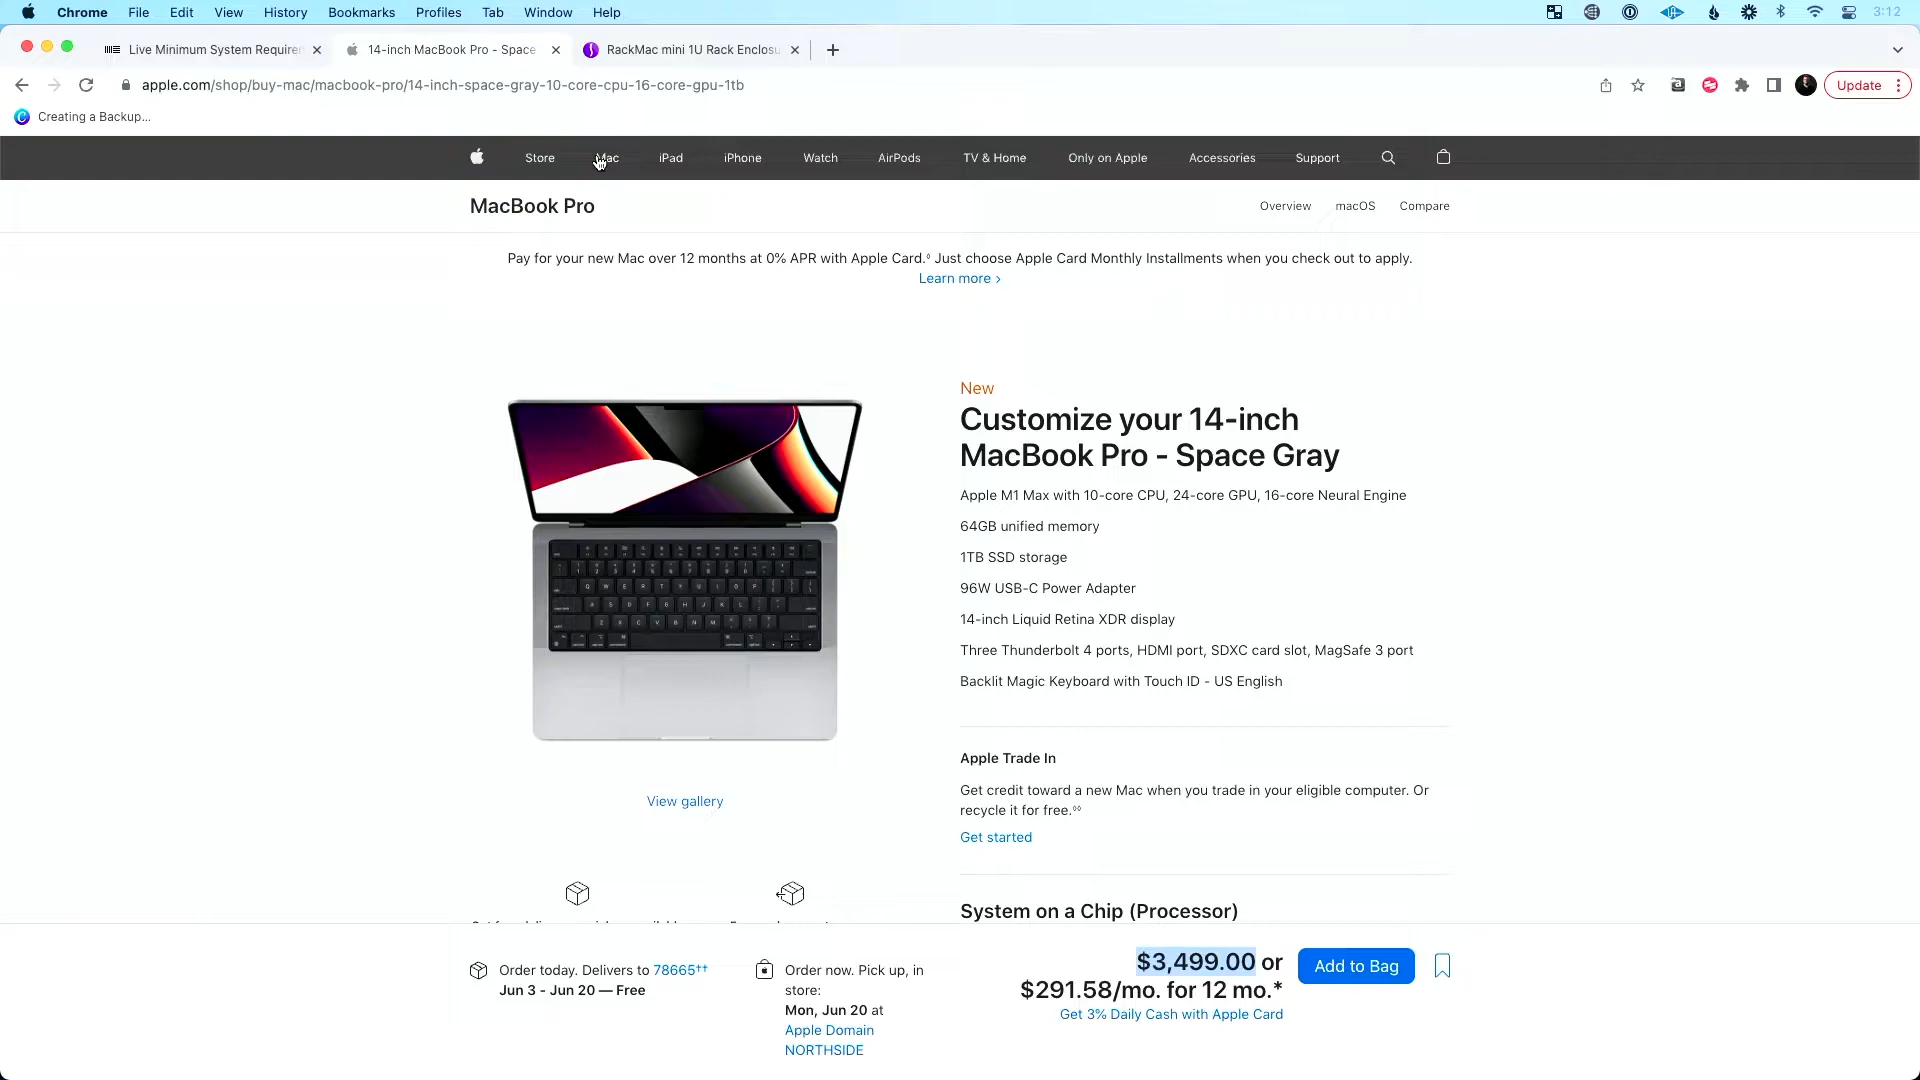 Chrome File Edit View History Bookmarks Profiles Tab Window Help 3:12
Live Minimum System Requirer 14-inch MacBook Pro - Space RackMac mini 1U Rack Enclosu
apple.com/shop/buy-mac/macbook-pro/14-inch-space-gray-10-core-cpu-16-core-gpu-1tb Update
Creating a Backup...
Store Mac iPad iPhone Watch AirPods TV & Home Only on Apple Accessories Support
MacBook Pro Overview macOS Compare
Pay for your new Mac over 12 months at 0% APR with Apple Card.◊ Just choose Apple Card Monthly Installments when you check out to apply.
Learn more >
New
Customize your 14-inch
MacBook Pro - Space Gray
Apple M1 Max with 10-core CPU, 24-core GPU, 16-core Neural Engine
64GB unified memory
1TB SSD storage
96W USB-C Power Adapter
14-inch Liquid Retina XDR display
Three Thunderbolt 4 ports, HDMI port, SDXC card slot, MagSafe 3 port
Backlit Magic Keyboard with Touch ID - US English
View gallery
Apple Trade In
Get credit toward a new Mac when you trade in your eligible computer. Or
recycle it for free.◊◊
Get started
System on a Chip (Processor)
Order today. Delivers to 78665††
Jun 3 - Jun 20 — Free
Order now. Pick up, in
store:
Mon, Jun 20 at
Apple Domain
NORTHSIDE
$3,499.00 or
$291.58/mo. for 12 mo.*
Get 3% Daily Cash with Apple Card
Add to Bag